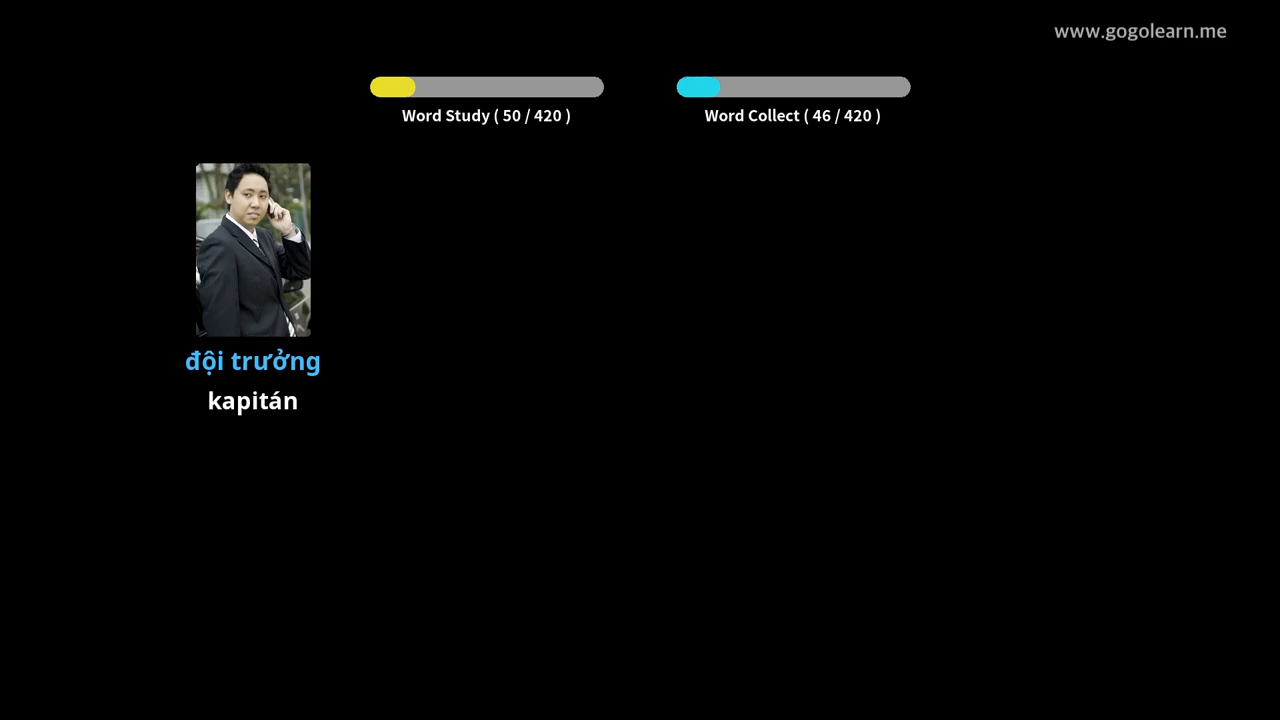 www.gogolearn.me
Word Study ( 50 / 420 )
Word Collect ( 46 / 420 )
đội trưởng
kapitán